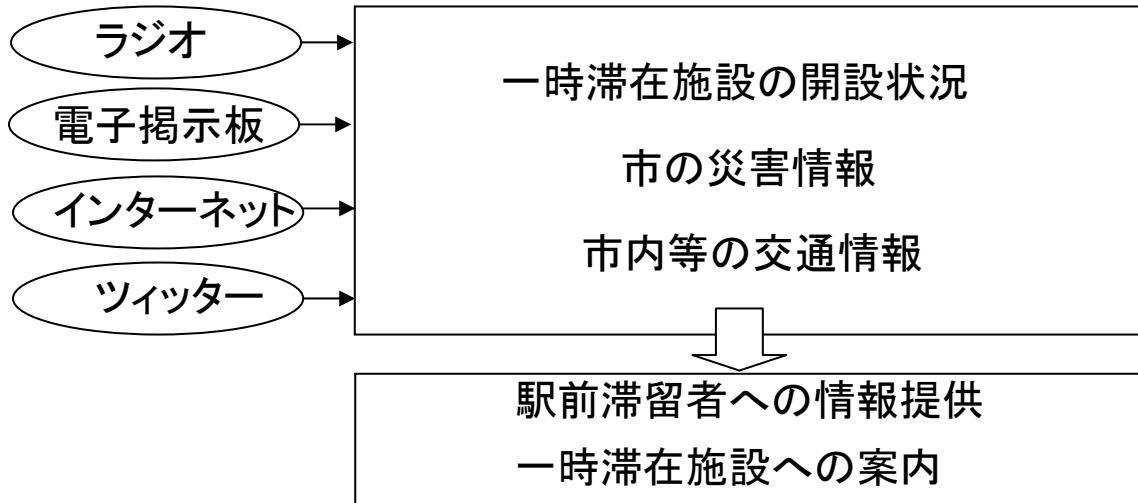 ラジオ
電子掲示板
インターネット
ツィッター
一時滞在施設の開設状況
市の災害情報
市内等の交通情報
駅前滞留者への情報提供
一時滞在施設への案内